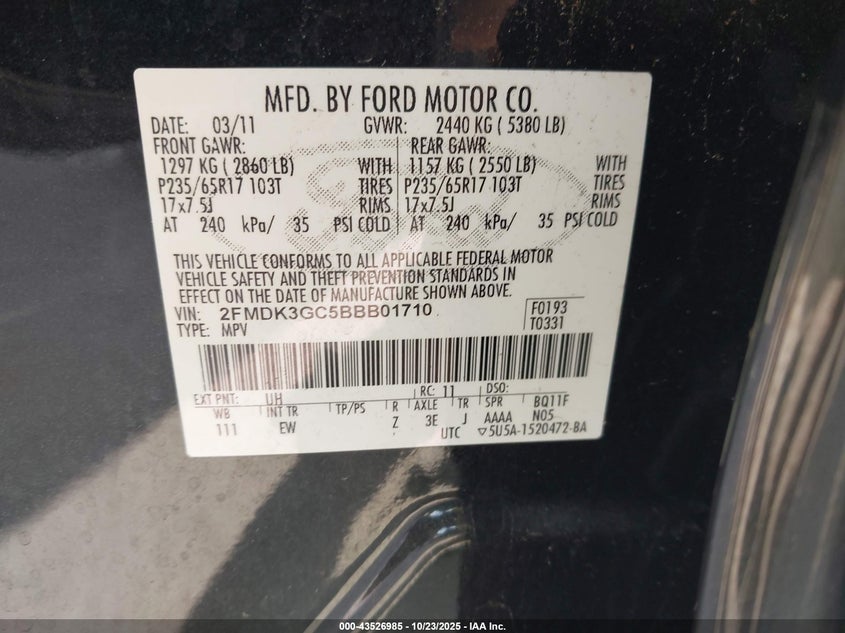 MFD. BY FORD MOTOR CO.
DATE: 03/11 GVWR: 2440 KG ( 5380 LB)
FRONT GAWR: REAR GAWR:
1297 KG ( 2860 LB) WITH 1157 KG ( 2550 LB) WITH
P235/65R17 103T TIRES P235/65R17 103T TIRES
17x7.5J RIMS 17x7.5J RIMS
AT 240 kPa/ 35 PSI COLD AT 240 kPa/ 35 PSI COLD
THIS VEHICLE CONFORMS TO ALL APPLICABLE FEDERAL MOTOR
VEHICLE SAFETY AND THEFT PREVENTION STANDARDS IN
EFFECT ON THE DATE OF MANUFACTURE SHOWN ABOVE.
VIN: 2FMDK3GC5BBB01710 F0193
TYPE: MPV T0331
EXT PNT: UH RC: 11 DSO:
WB INT TR TP/PS R AXLE TR SPR BQ11F
111 EW Z 3E J AAAA N05
UTC ▽5U5A-1520472-BA
000-43526985 - 10/23/2025 - IAA Inc.